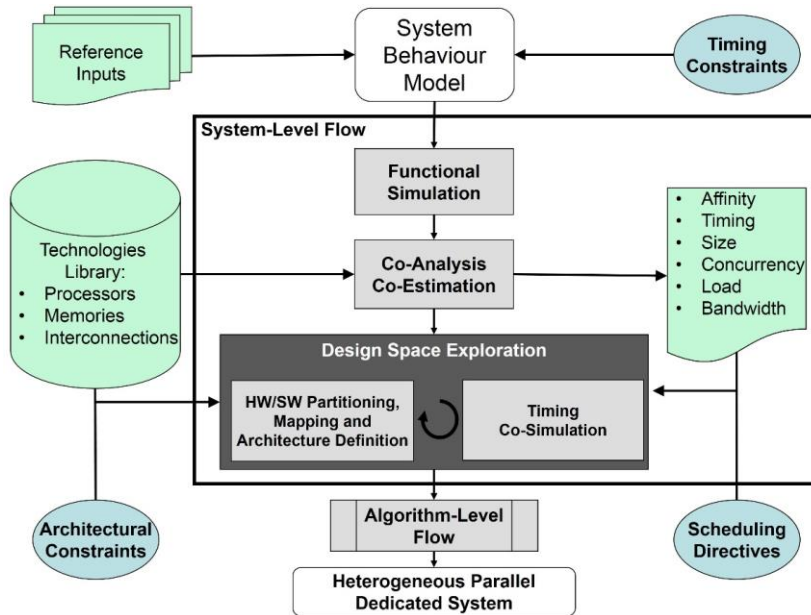 Reference
Inputs
System
Behaviour
Model
Timing
Constraints
System-Level Flow
Functional
Simulation
Technologies
Library:
• Processors
• Memories
• Interconnections
Co-Analysis
Co-Estimation
• Affinity
• Timing
• Size
• Concurrency
• Load
• Bandwidth
Design Space Exploration
HW/SW Partitioning,
Mapping and
Architecture Definition
Timing
Co-Simulation
Architectural
Constraints
Algorithm-Level
Flow
Scheduling
Directives
Heterogeneous Parallel
Dedicated System